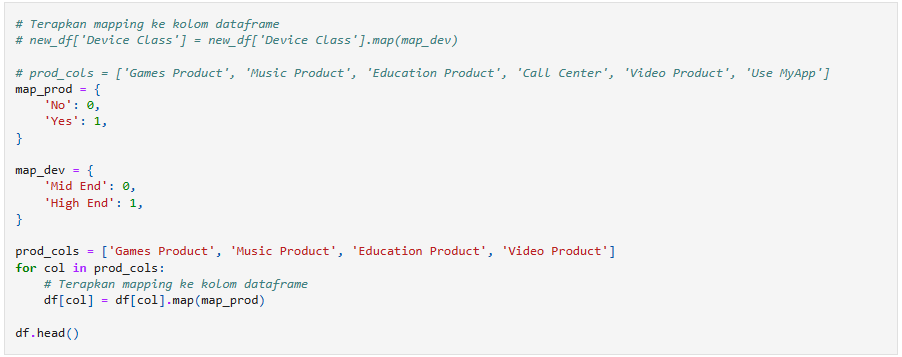 # Terapkan mapping ke kolom dataframe
# new_df['Device Class'] = new_df['Device Class'].map(map_dev)
# prod_cols = ['Games Product', 'Music Product', 'Education Product', 'Call Center', 'Video Product', 'Use MyApp']
map_prod = {
    'No': 0,
    'Yes': 1,
}
map_dev = {
    'Mid End': 0,
    'High End': 1,
}
prod_cols = ['Games Product', 'Music Product', 'Education Product', 'Video Product']
for col in prod_cols:
    # Terapkan mapping ke kolom dataframe
    df[col] = df[col].map(map_prod)
df.head()